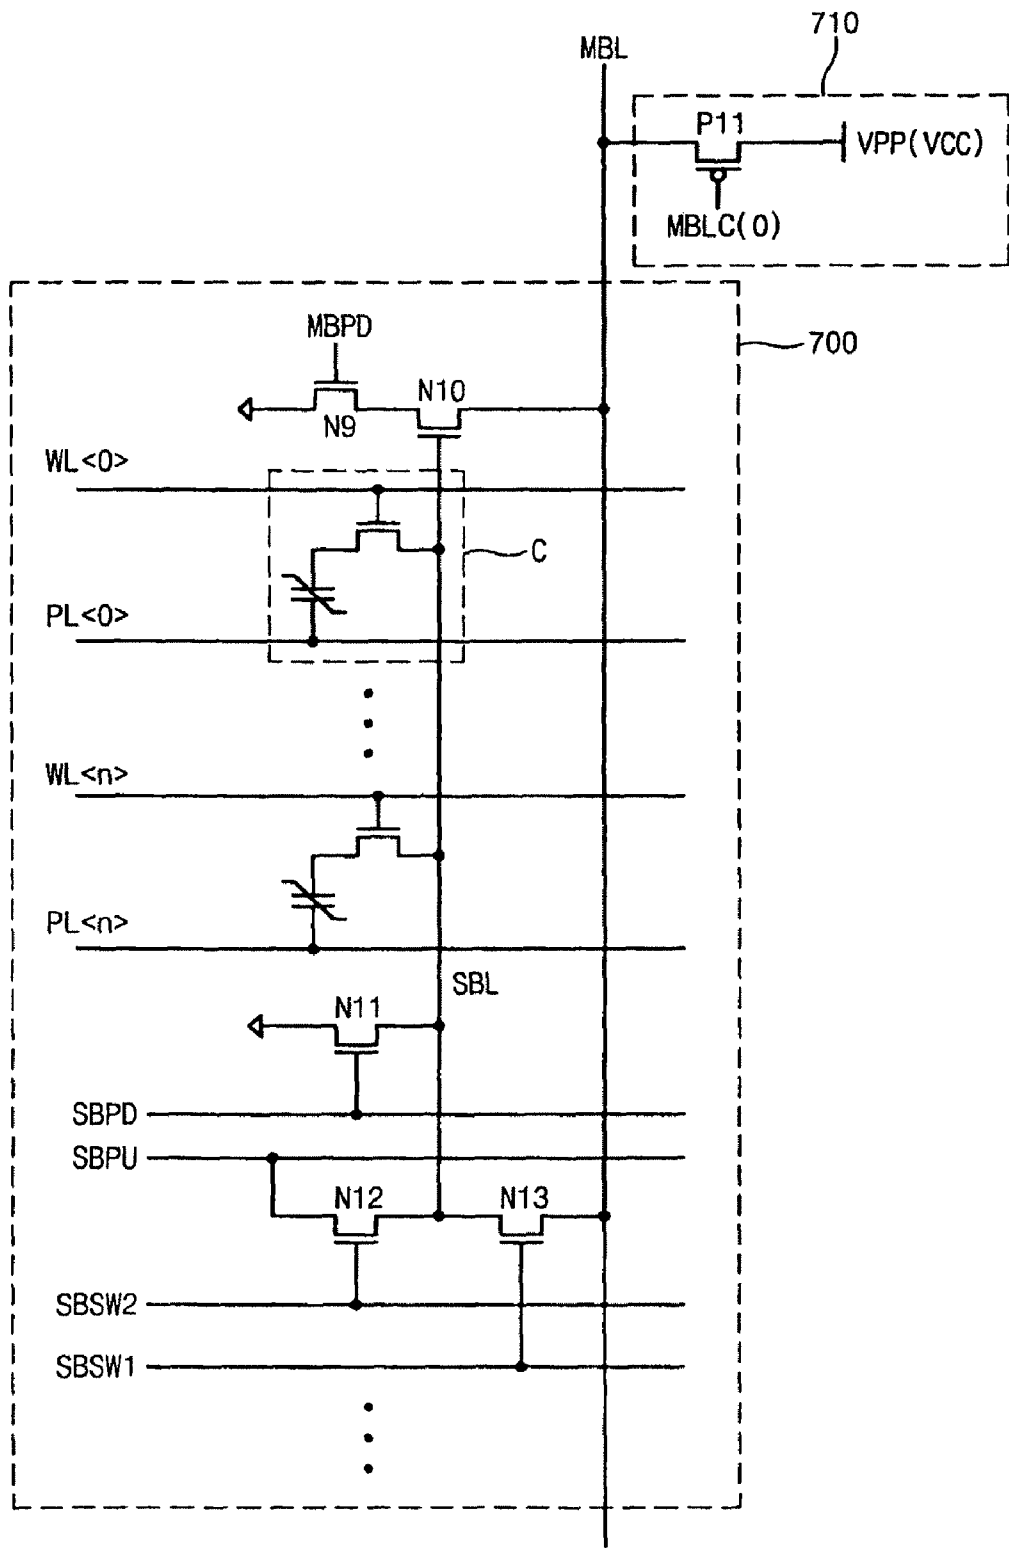 710
MBL
P11
VPP(VCC)
MBLC(0)
MBPD
700
N10
N9
WL<0>
C
PL<0>
WL<n>
PL<n>
SBL
N11
SBPD
SBPU
N12
N13
SBSW2
SBSW1